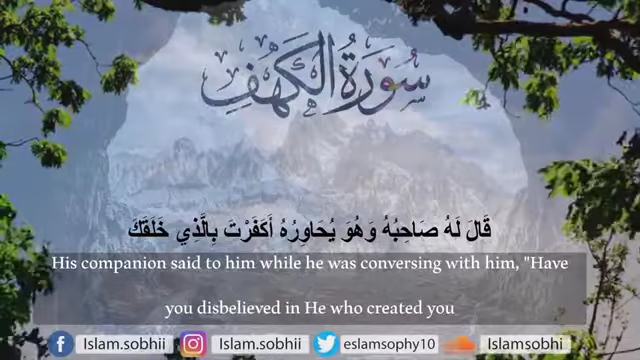 سُورَةُ الكَهْفِ
قَالَ لَهُ صَاحِبُهُ وَهُوَ يُحَاوِرُهُ أَكَفَرْتَ بِالَّذِي خَلَقَكَ
His companion said to him while he was conversing with him, "Have
you disbelieved in He who created you
Islam.sobhii Islam.sobhii eslamsophy10 Islamsobhi